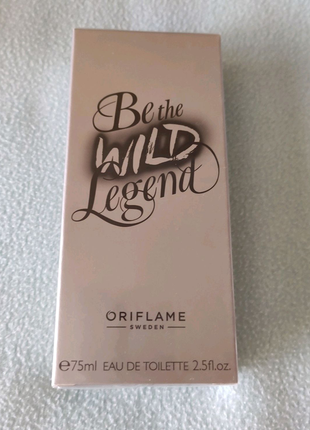 Be the
WILD
Legend
ORIFLAME
SWEDEN
℮75ml EAU DE TOILETTE 2.5fl.oz.